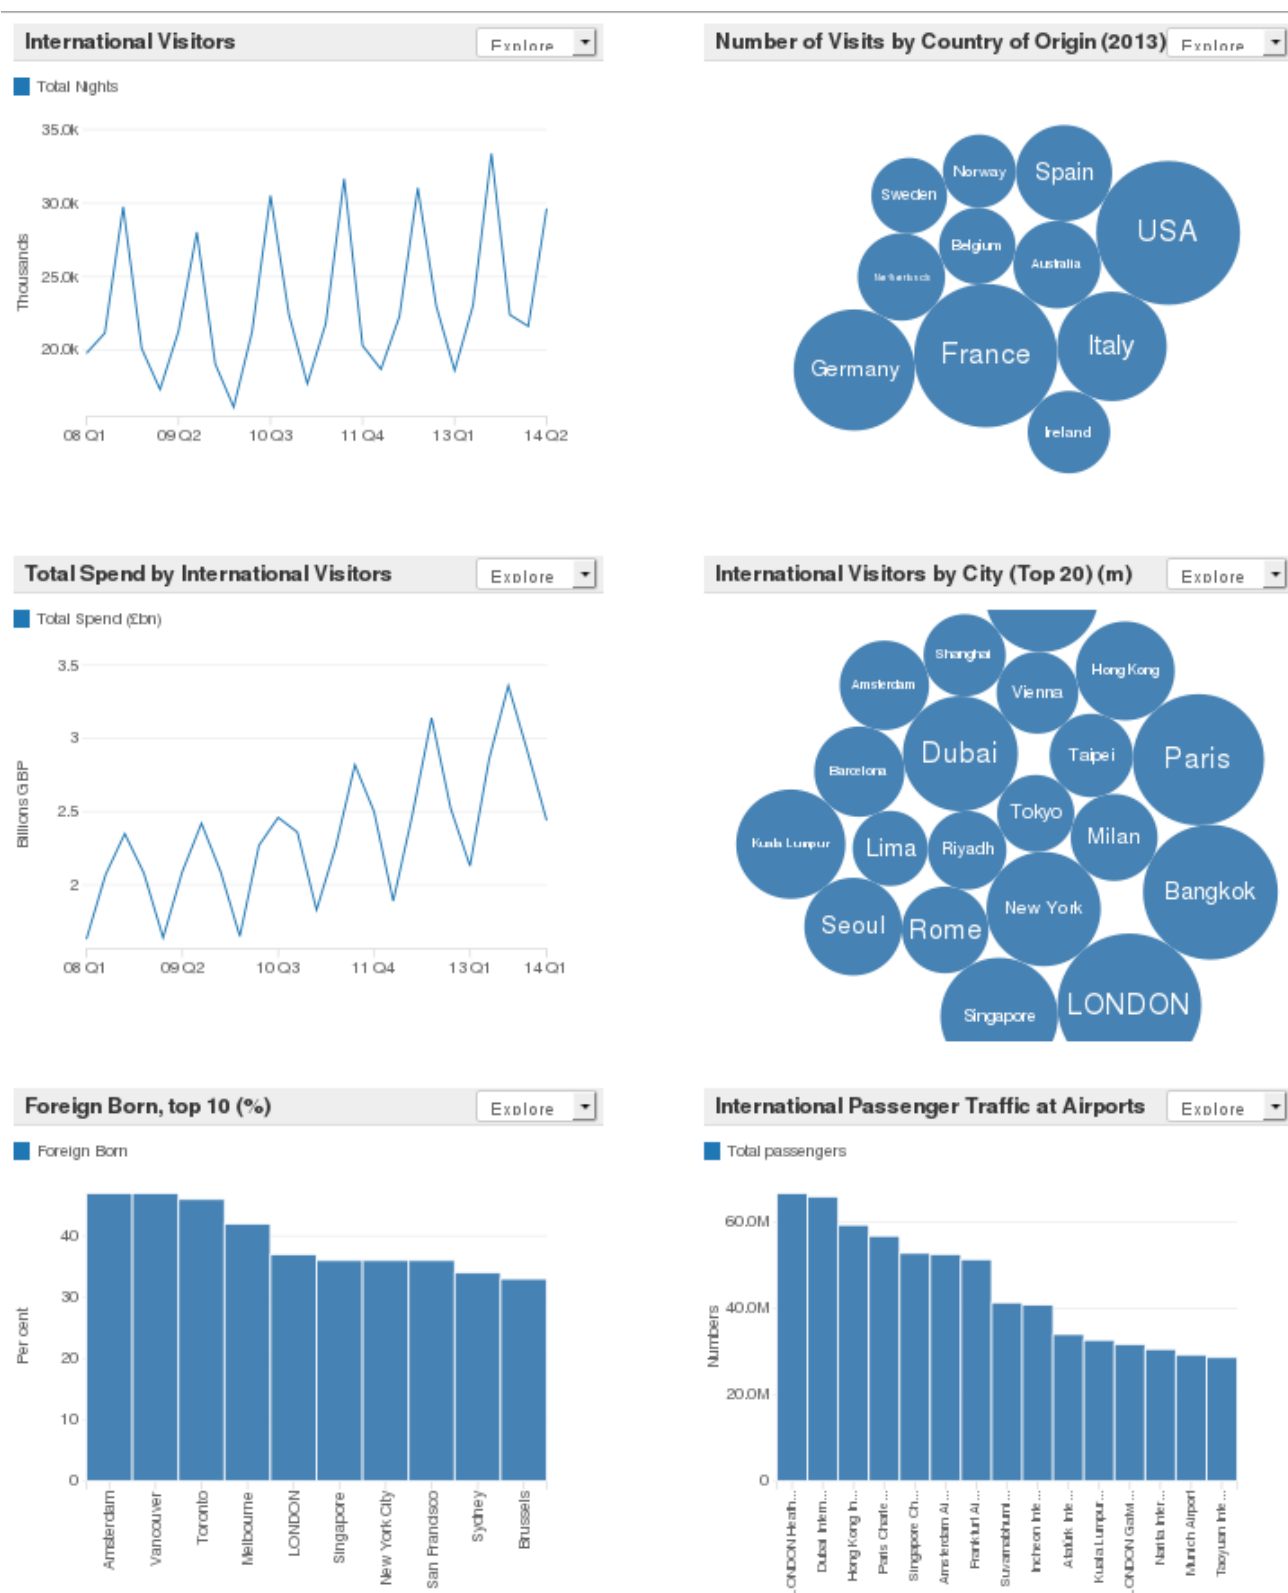 International Visitors
Explore
Total Nights
35.0k
30.0k
25.0k
20.0k
Thousands
08 Q1 09 Q2 10 Q3 11 Q4 13 Q1 14 Q2
Number of Visits by Country of Origin (2013)
Explore
Norway
Spain
Sweden
USA
Belgium
Australia
Netherlands
Italy
France
Germany
Ireland
Total Spend by International Visitors
Explore
Total Spend (£bn)
3.5
3
2.5
2
Billions GBP
08 Q1 09 Q2 10 Q3 11 Q4 13 Q1 14 Q1
International Visitors by City (Top 20) (m)
Explore
Shanghai
Hong Kong
Amsterdam
Vienna
Dubai
Taipei
Paris
Barcelona
Tokyo
Milan
Kuala Lumpur
Lima
Riyadh
Bangkok
New York
Seoul
Rome
LONDON
Singapore
Foreign Born, top 10 (%)
Explore
Foreign Born
40
30
20
10
0
Per cent
Amsterdam
Vancouver
Toronto
Melbourne
LONDON
Singapore
New York City
San Francisco
Sydney
Brussels
International Passenger Traffic at Airports
Explore
Total passengers
60.0M
40.0M
20.0M
0
Numbers
LONDON Heath...
Dubai Intern...
Hong Kong In...
Paris Charle...
Singapore Ch...
Amsterdam Ai...
Frankfurt Ai...
Suvarnabhumi...
Incheon Inte...
Atatürk Inte...
Kuala Lumpur...
LONDON Gatwi...
Narita Inter...
Munich Airport
Taoyuan Inte...